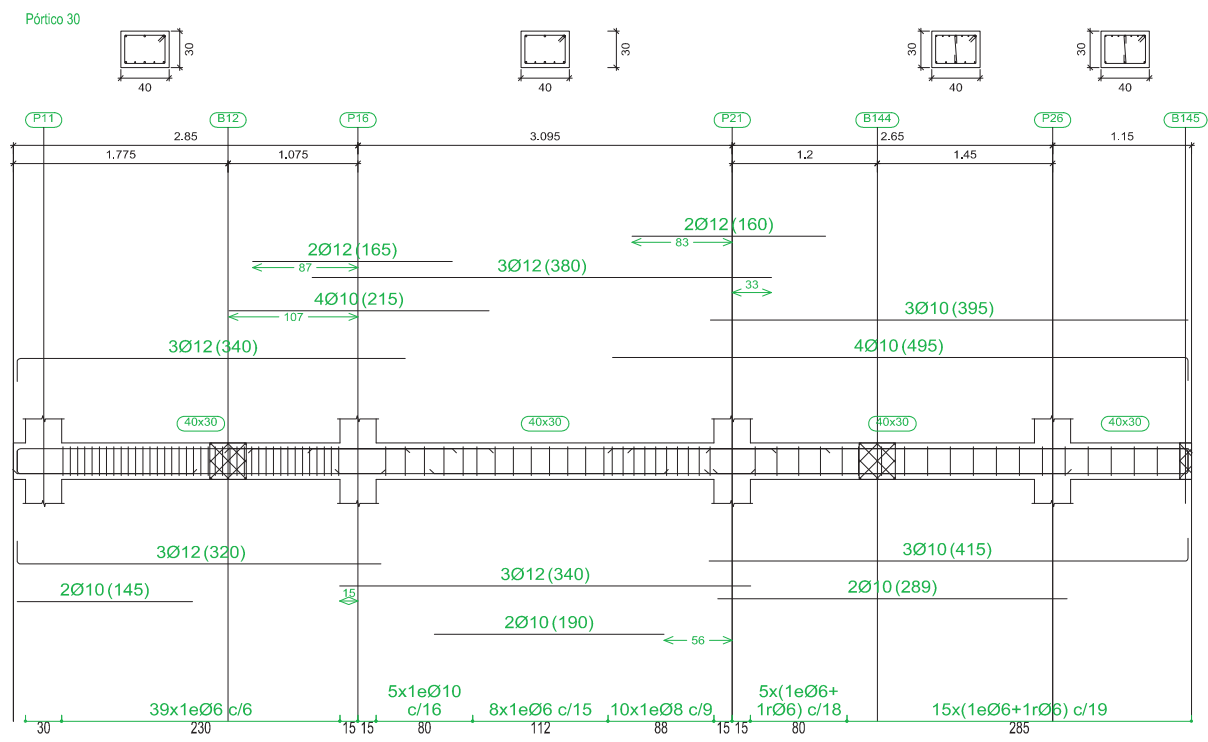 Pórtico 30
30
40
30
40
30
40
30
40
P11 B12 P16 P21 B144 P26 B145
2.85 3.095 2.65 1.15
1.775 1.075 1.2 1.45
2Ø12 (160)
83
2Ø12 (165)
87
3Ø12 (380)
33
4Ø10 (215)
107
3Ø10 (395)
3Ø12 (340)
4Ø10 (495)
40x30 40x30 40x30 40x30
3Ø12 (320)
3Ø10 (415)
3Ø12 (340)
2Ø10 (145)
15
2Ø10 (289)
2Ø10 (190)
56
39x1eØ6 c/6
5x1eØ10
c/16
8x1eØ6 c/15
10x1eØ8 c/9
5x(1eØ6+
1rØ6) c/18
15x(1eØ6+1rØ6) c/19
30 230 15 15 80 112 88 15 15 80 285